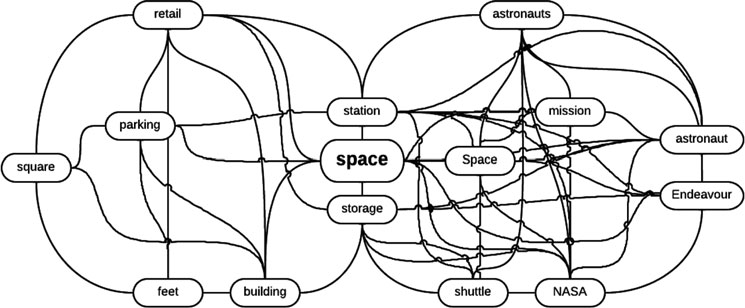 retail
astronauts
station
mission
parking
astronaut
space
Space
square
Endeavour
storage
feet
building
shuttle
NASA